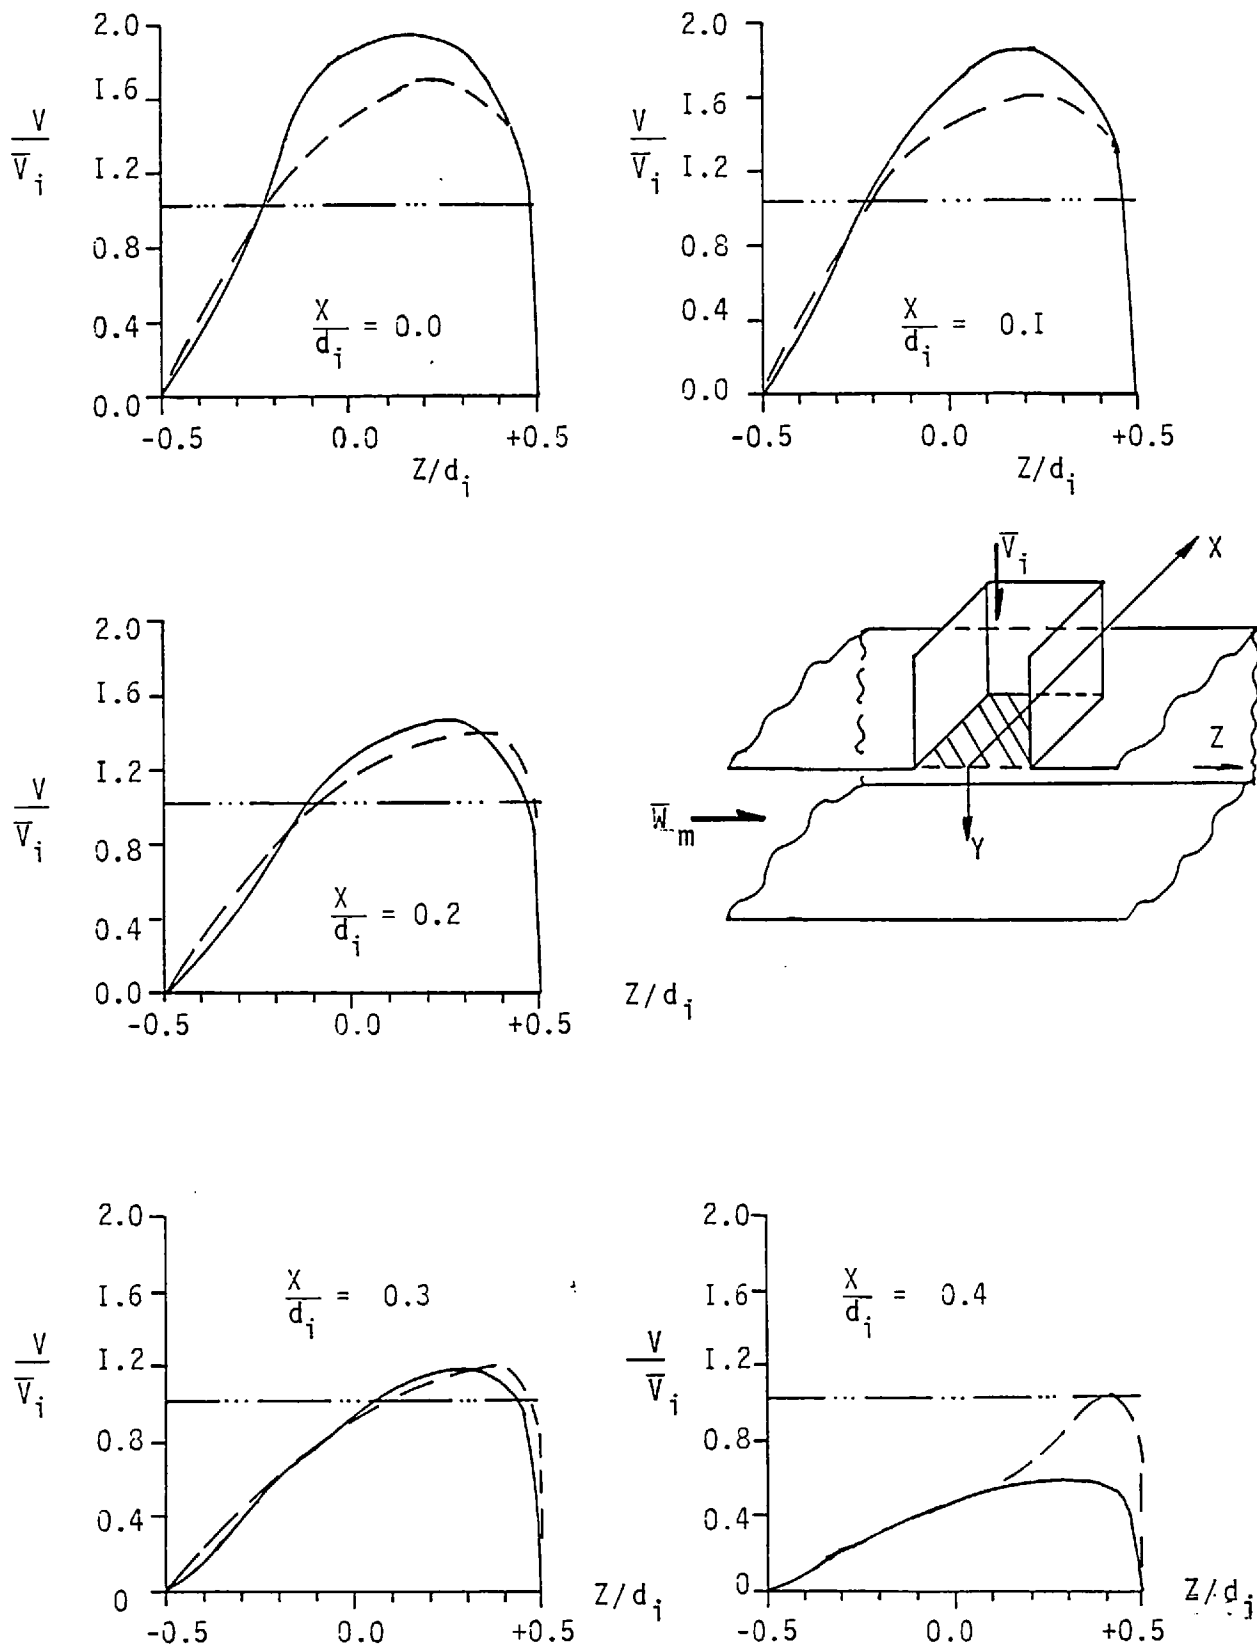 2.0
1.6
V
V̅i
1.2
0.8
0.4
0.0
X
di = 0.0
-0.5 0.0 +0.5
Z/di
2.0
1.6
V
V̅i
1.2
0.8
0.4
0.0
X
di = 0.1
-0.5 0.0 +0.5
Z/di
2.0
1.6
1.2
V
V̅i
0.8
0.4
0.0
X
di = 0.2
-0.5 0.0 +0.5
Z/di
V̅i
X
Z
W̅m
Y
2.0
1.6
V
V̅i
1.2
0.8
0.4
0
X
di = 0.3
-0.5 0.0 +0.5
Z/di
2.0
1.6
V
V̅i
1.2
0.8
0.4
0
X
di = 0.4
-0.5 0.0 +0.5
Z/di